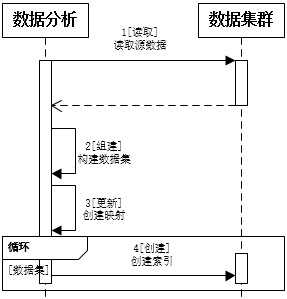 数据分析
数据集群
1[读取]
读取源数据
2[组建]
构建数据集
3[更新]
创建映射
循环
4[创建]
[数据集]
创建索引